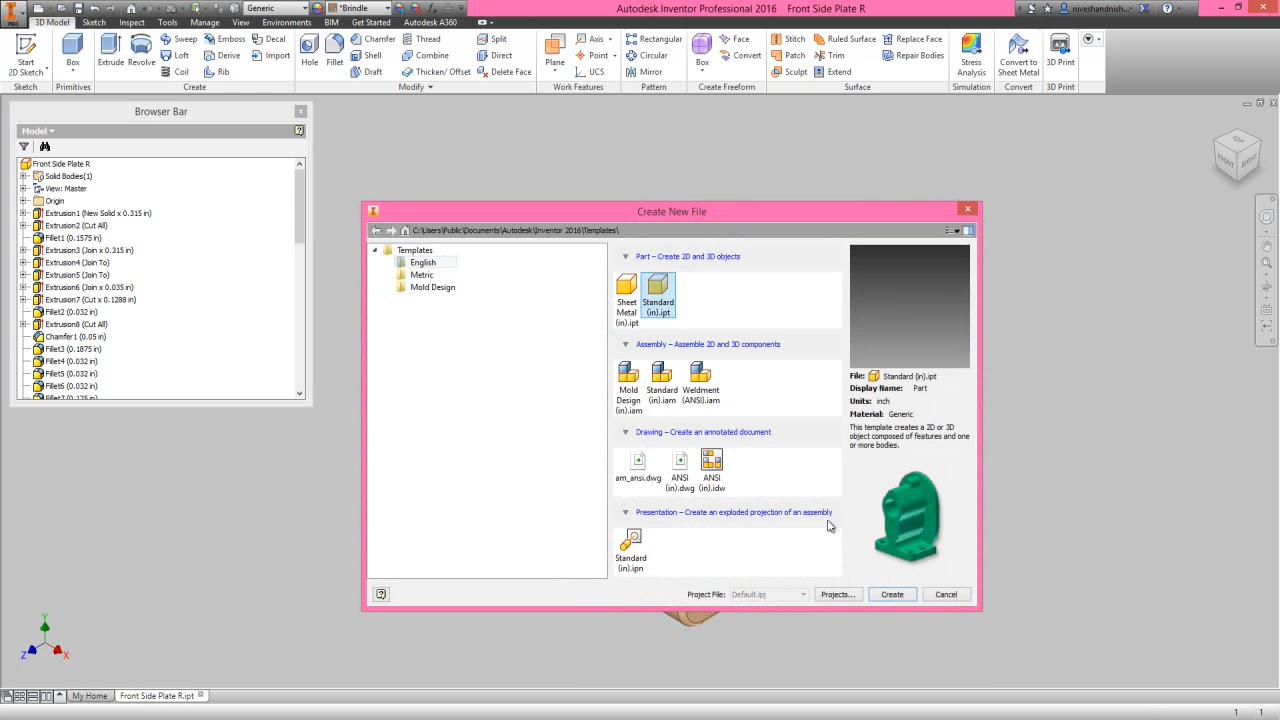 Generic
*Brindle
Autodesk Inventor Professional 2016 Front Side Plate R
niveshandnish...
PRO
3D Model
Sketch
Inspect
Tools
Manage
View
Environments
BIM
Get Started
Autodesk A360
Start
2D Sketch
Sketch
Box
Primitives
Extrude
Revolve
Sweep
Loft
Coil
Emboss
Derive
Rib
Decal
Import
Create
Hole
Fillet
Chamfer
Shell
Draft
Thread
Combine
Thicken/ Offset
Split
Direct
Delete Face
Modify
Plane
Axis
Point
UCS
Work Features
Rectangular
Circular
Mirror
Pattern
Box
Face
Convert
Create Freeform
Stitch
Patch
Sculpt
Ruled Surface
Trim
Extend
Replace Face
Repair Bodies
Surface
Stress
Analysis
Simulation
Convert to
Sheet Metal
Convert
3D Print
3D Print
Browser Bar
Model
Front Side Plate R
Solid Bodies(1)
View: Master
Origin
Extrusion1 (New Solid x 0.315 in)
Extrusion2 (Cut All)
Fillet1 (0.1575 in)
Extrusion3 (Join x 0.315 in)
Extrusion4 (Join To)
Extrusion5 (Join To)
Extrusion6 (Join x 0.035 in)
Extrusion7 (Cut x 0.1288 in)
Fillet2 (0.032 in)
Extrusion8 (Cut All)
Chamfer1 (0.05 in)
Fillet3 (0.1875 in)
Fillet4 (0.032 in)
Fillet5 (0.032 in)
Fillet6 (0.032 in)
Fillet7 (0.125 in)
FRONT
RIGHT
Create New File
C:\Users\Public\Documents\Autodesk\Inventor 2016\Templates\
Templates
English
Metric
Mold Design
Part – Create 2D and 3D objects
Sheet
Metal
(in).ipt
Standard
(in).ipt
Assembly – Assemble 2D and 3D components
Mold
Design
(in).iam
Standard
(in).iam
Weldment
(ANSI).iam
Drawing – Create an annotated document
am_ansi.dwg
ANSI
(in).dwg
ANSI
(in).idw
Presentation – Create an exploded projection of an assembly
Standard
(in).ipn
File: Standard (in).ipt
Display Name: Part
Units: inch
Material: Generic
This template creates a 2D or 3D
object composed of features and one
or more bodies.
Project File: Default.ipj
Projects...
Create
Cancel
Y
Z
X
My Home
Front Side Plate R.ipt
1 1